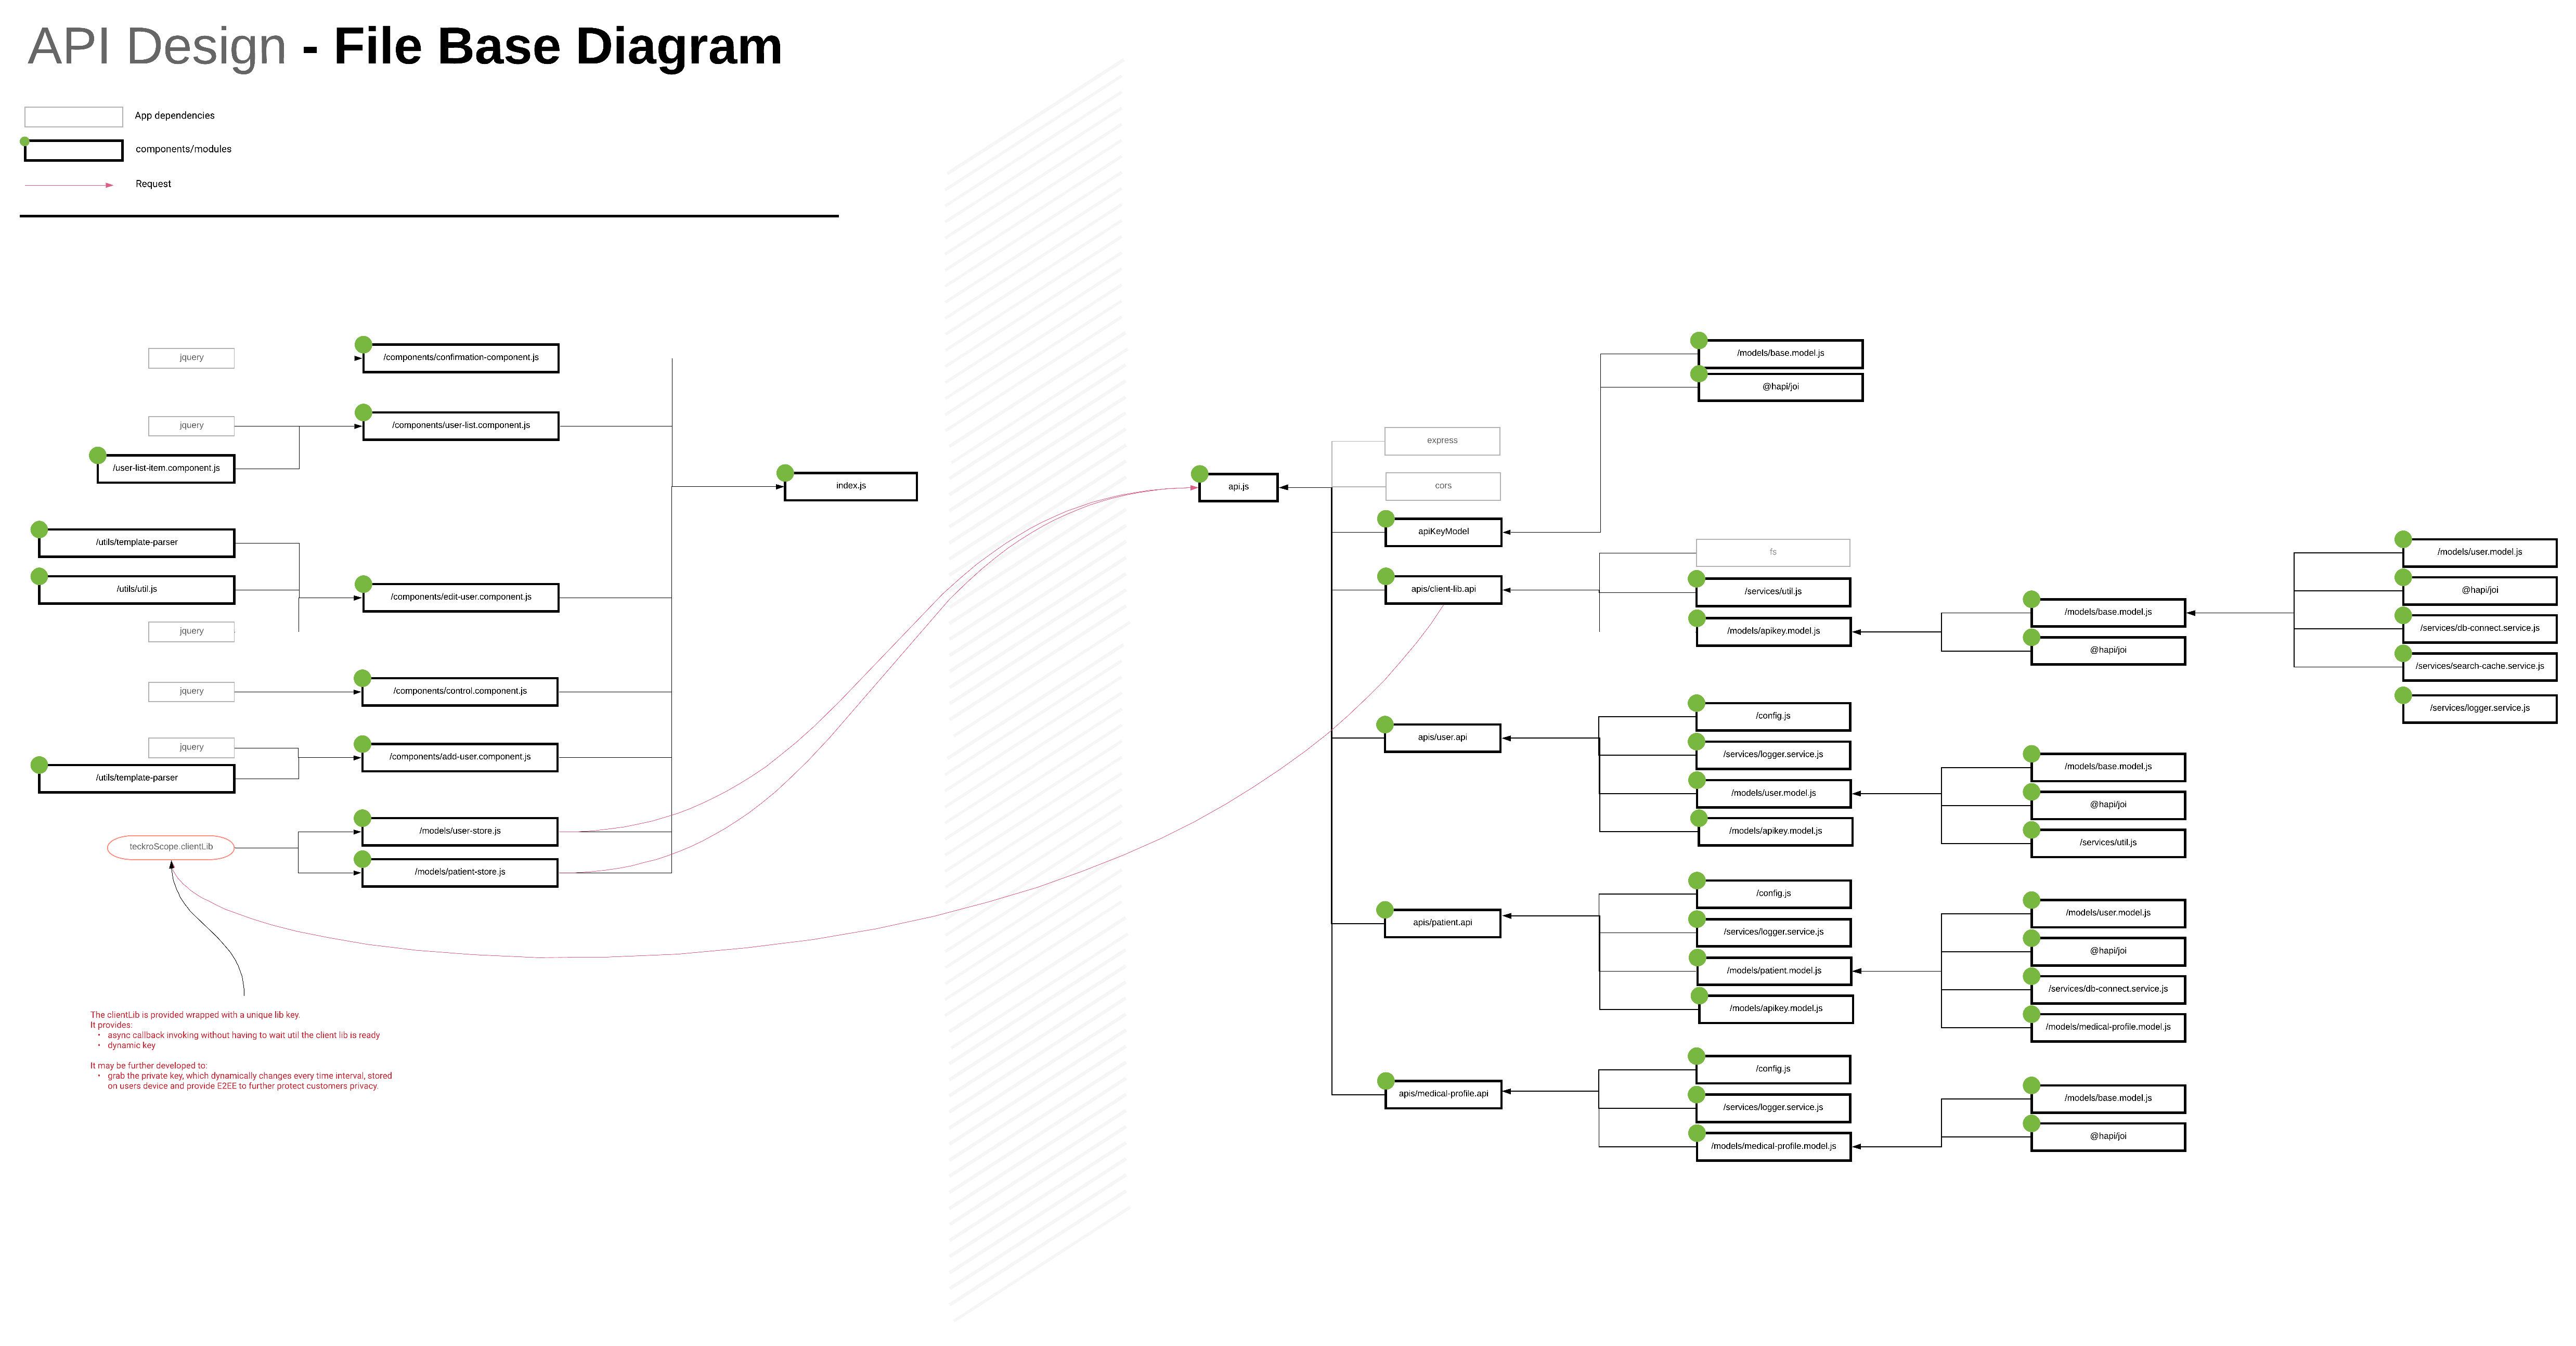 API Design - File Base Diagram
App dependencies
components/modules
Request
jquery
/components/confirmation-component.js
jquery
/components/user-list.component.js
/user-list-item.component.js
index.js
/utils/template-parser
/utils/util.js
/components/edit-user.component.js
jquery
jquery
/components/control.component.js
jquery
/components/add-user.component.js
/utils/template-parser
/models/user-store.js
teckroScope.clientLib
/models/patient-store.js
The clientLib is provided wrapped with a unique lib key.
It provides:
• async callback invoking without having to wait util the client lib is ready
• dynamic key
It may be further developed to:
• grab the private key, which dynamically changes every time interval, stored
on users device and provide E2EE to further protect customers privacy.
api.js
express
cors
apiKeyModel
apis/client-lib.api
apis/user.api
apis/patient.api
apis/medical-profile.api
/models/base.model.js
@hapi/joi
fs
/services/util.js
/models/apikey.model.js
/config.js
/services/logger.service.js
/models/user.model.js
/models/apikey.model.js
/config.js
/services/logger.service.js
/models/patient.model.js
/models/apikey.model.js
/config.js
/services/logger.service.js
/models/medical-profile.model.js
/models/base.model.js
@hapi/joi
/models/base.model.js
@hapi/joi
/services/util.js
/models/user.model.js
@hapi/joi
/services/db-connect.service.js
/models/medical-profile.model.js
/models/base.model.js
@hapi/joi
/models/user.model.js
@hapi/joi
/services/db-connect.service.js
/services/search-cache.service.js
/services/logger.service.js